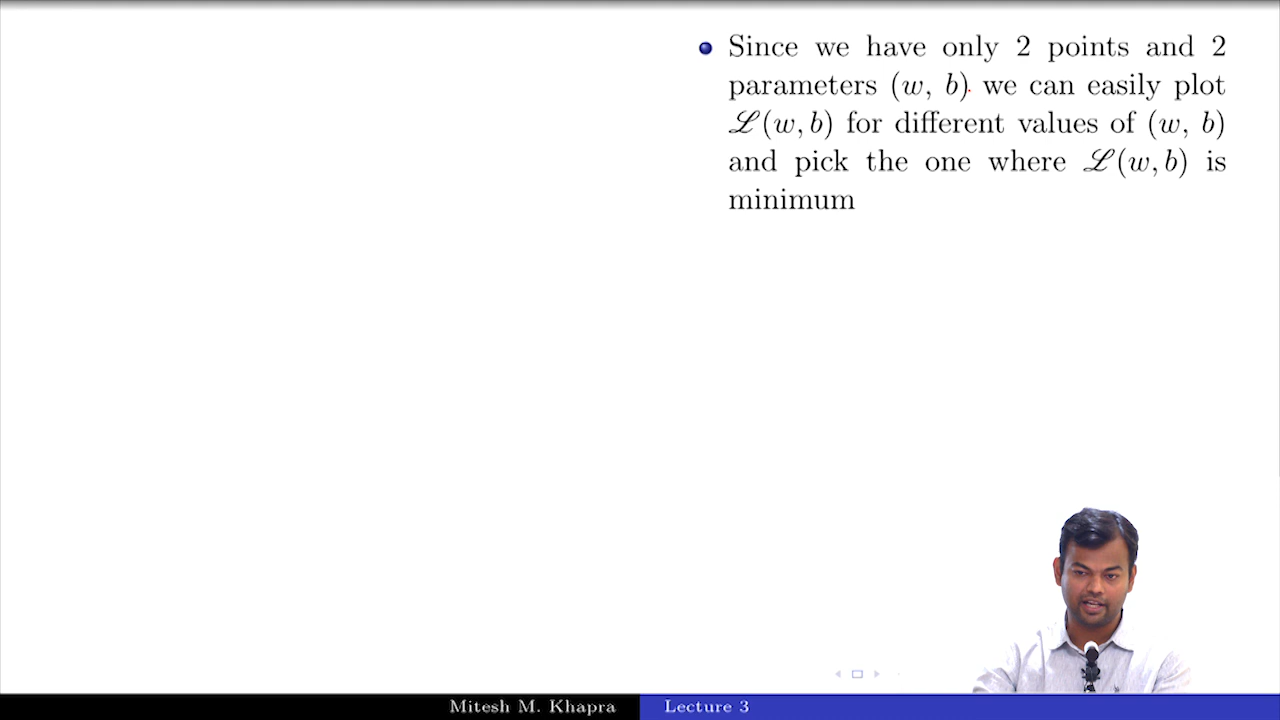 Since we have only 2 points and 2
parameters (w, b) we can easily plot
ℒ(w, b) for different values of (w, b)
and pick the one where ℒ(w, b) is
minimum
Mitesh M. Khapra
Lecture 3